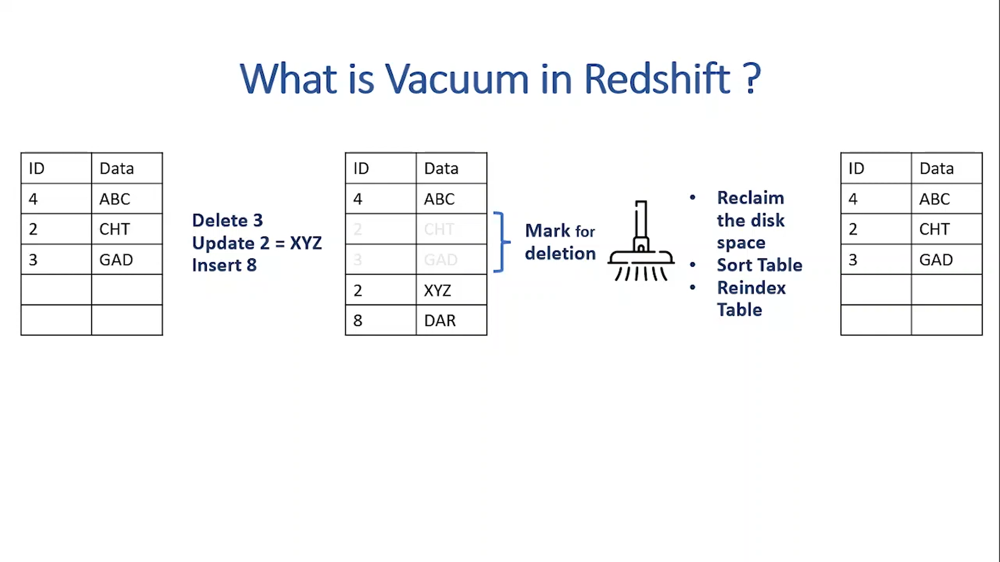 What is Vacuum in Redshift ?
ID Data
4 ABC
2 CHT
3 GAD
Delete 3
Update 2 = XYZ
Insert 8
ID Data
4 ABC
2 CHT
3 GAD
2 XYZ
8 DAR
Mark for
deletion
• Reclaim
the disk
space
• Sort Table
• Reindex
Table
ID Data
4 ABC
2 CHT
3 GAD